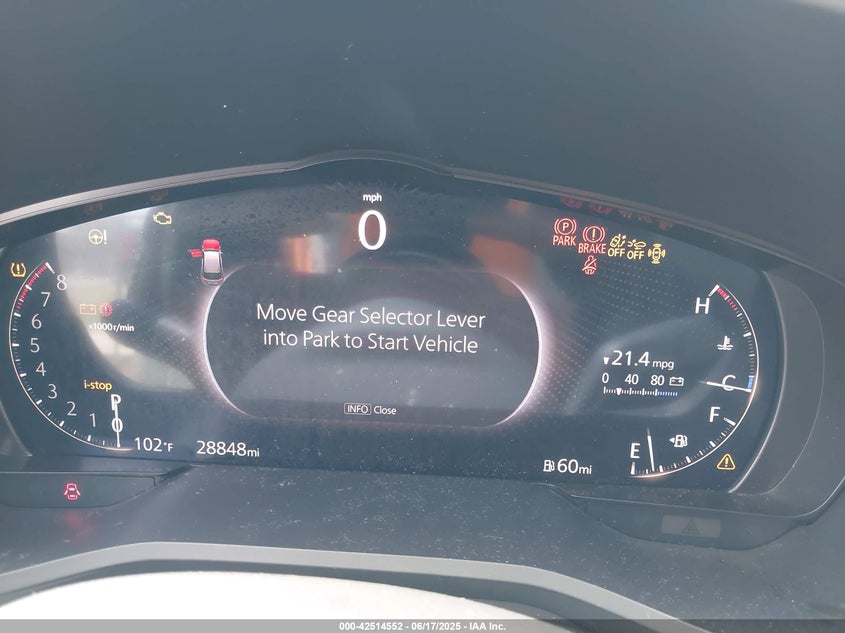 mph
0
PARK
BRAKE
OFF OFF
8
7
6
5
4
3
2
1
0
x1000r/min
i-stop
P
102°F
28848mi
Move Gear Selector Lever
into Park to Start Vehicle
INFO Close
21.4 mpg
0 40 80
H
C
F
E
60mi
000-42514552 - 06/17/2025 - IAA Inc.